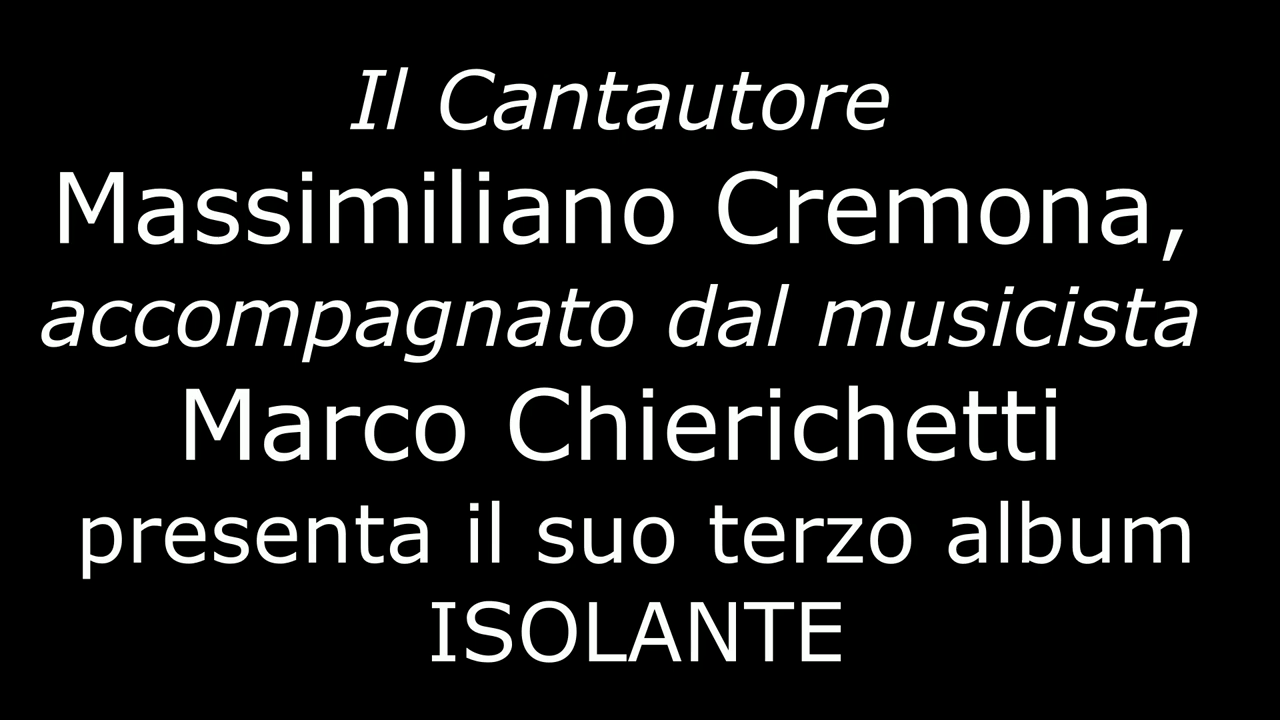 Il Cantautore
Massimiliano Cremona,
accompagnato dal musicista
Marco Chierichetti
presenta il suo terzo album
ISOLANTE